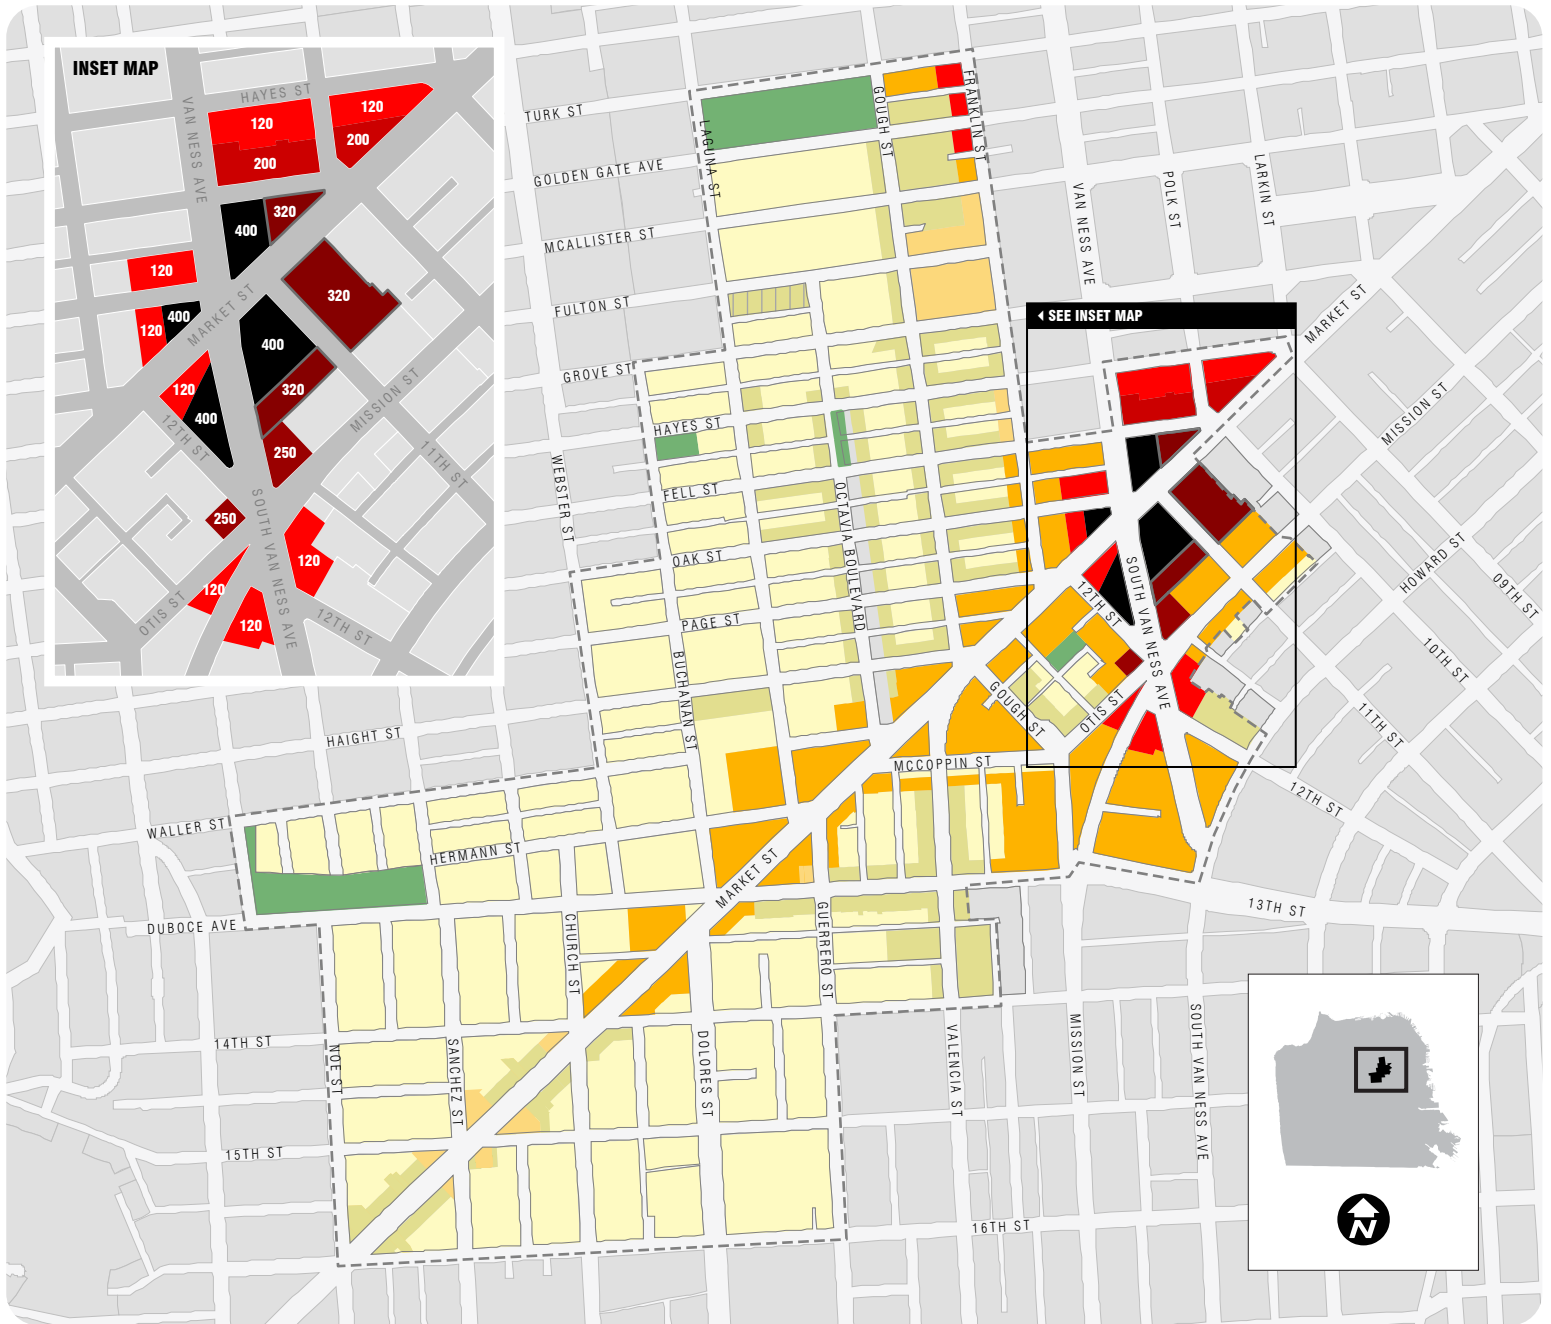 INSET MAP
HAYES ST
VAN NESS AVE
120
120
200
200
320
400
120
320
400
120
MARKET ST
400
320
120
400
MISSION ST
12TH ST
250
11TH ST
250
SOUTH VAN NESS AVE
120
120
OTIS ST
120
12TH ST
TURK ST
GOUGH ST
FRANKLIN ST
LAGUNA ST
GOLDEN GATE AVE
VAN NESS AVE
POLK ST
LARKIN ST
MCALLISTER ST
FULTON ST
SEE INSET MAP
MARKET ST
GROVE ST
MISSION ST
HAYES ST
WEBSTER ST
FELL ST
OCTAVIA BOULEVARD
OAK ST
HOWARD ST
09TH ST
SOUTH VAN NESS AVE
12TH ST
PAGE ST
10TH ST
BUCHANAN ST
GOUGH ST
OTIS ST
11TH ST
HAIGHT ST
MCCOPPIN ST
12TH ST
WALLER ST
HERMANN ST
MARKET ST
13TH ST
DUBOCE AVE
CHURCH ST
GUERRERO ST
14TH ST
NOE ST
SANCHEZ ST
DOLORES ST
VALENCIA ST
MISSION ST
SOUTH VAN NESS AVE
15TH ST
16TH ST
N